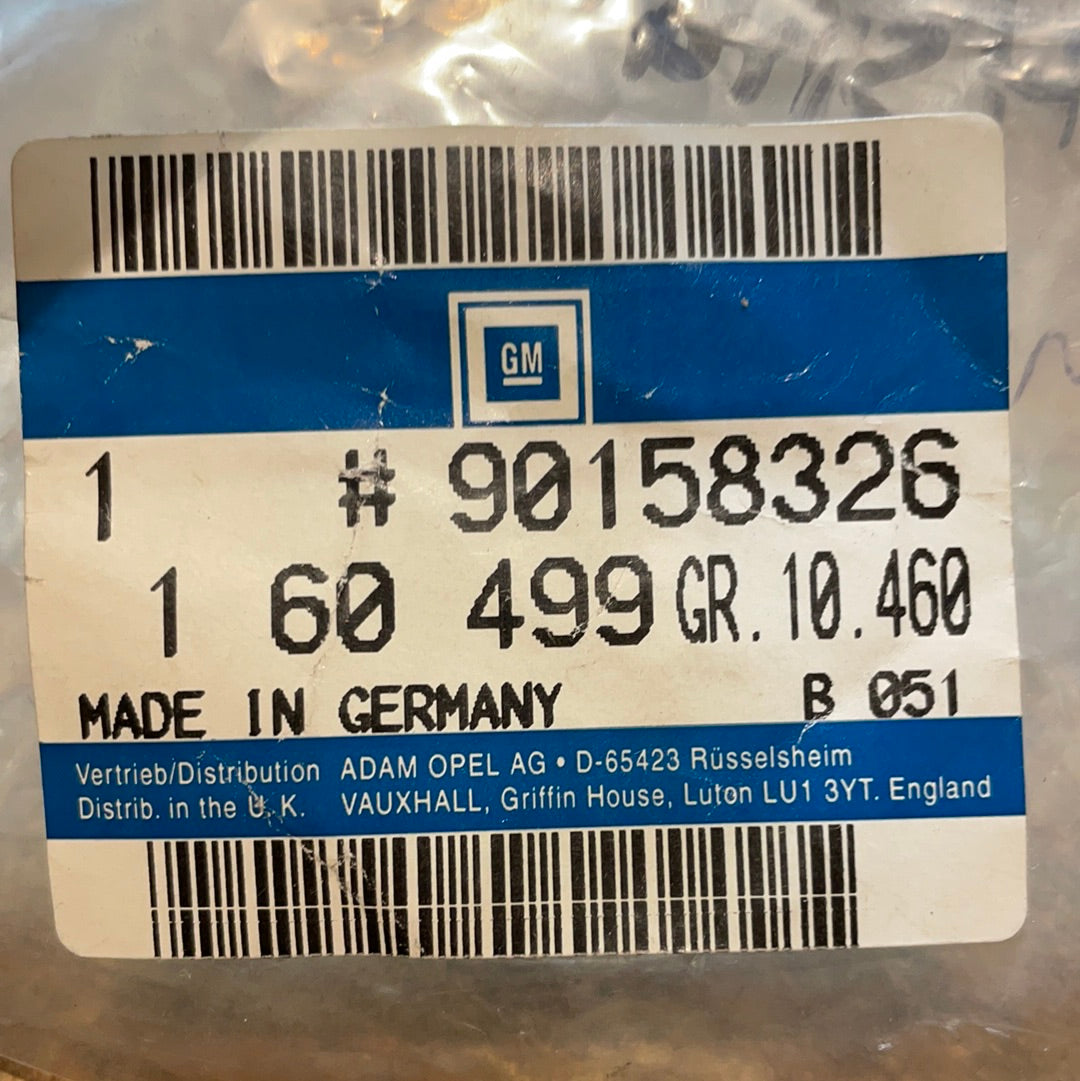 GM
1 # 90158326
1 60 499 GR. 10.460
MADE IN GERMANY B 051
Vertrieb/Distribution ADAM OPEL AG • D-65423 Rüsselsheim
Distrib. in the U. K. VAUXHALL, Griffin House, Luton LU1 3YT. England